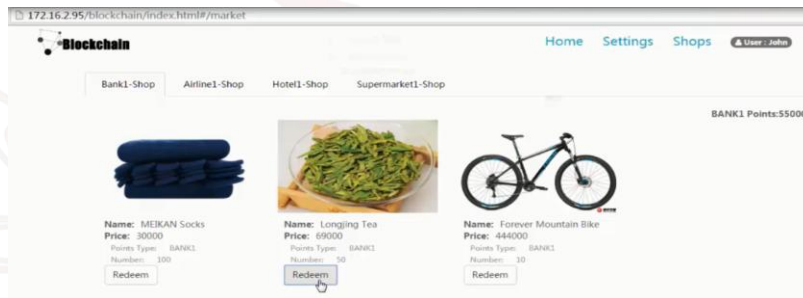 172.16.2.95/blockchain/index.html#/market
Blockchain
Home Settings Shops User : John
Bank1-Shop Airline1-Shop Hotel1-Shop Supermarket1-Shop
BANK1 Points:55000
Name: MEIKAN Socks
Price: 30000
Points Type: BANK1
Number: 100
Redeem
Name: Longjing Tea
Price: 69000
Points Type: BANK1
Number: 50
Redeem
Name: Forever Mountain Bike
Price: 444000
Points Type: BANK1
Number: 10
Redeem